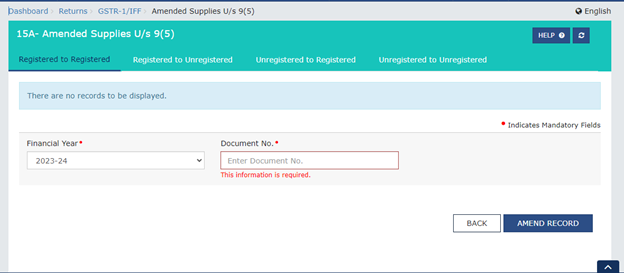 Dashboard › Returns › GSTR-1/IFF › Amended Supplies U/s 9(5) English
15A- Amended Supplies U/s 9(5) HELP
Registered to Registered Registered to Unregistered Unregistered to Registered Unregistered to Unregistered
There are no records to be displayed.
• Indicates Mandatory Fields
Financial Year• Document No.•
2023-24 Enter Document No.
This information is required.
BACK AMEND RECORD